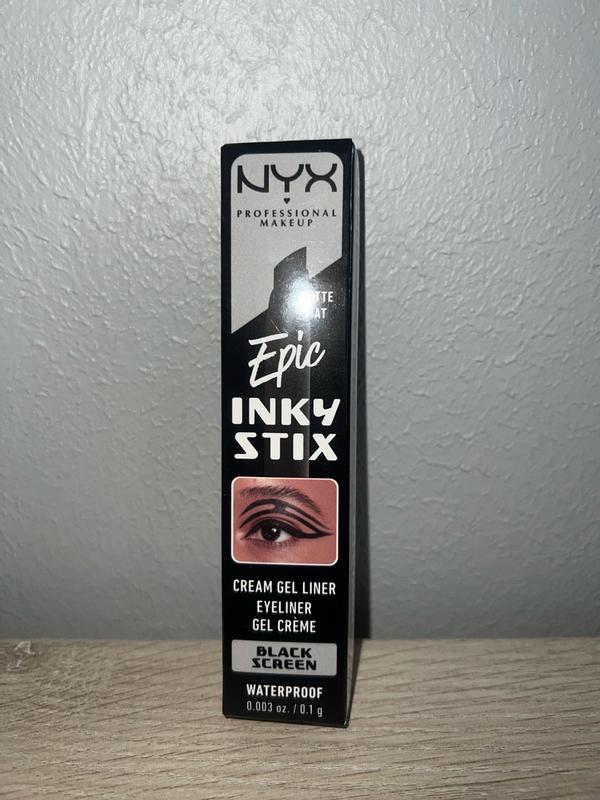 NYX
PROFESSIONAL
MAKEUP
Epic
INKY
STIX
CREAM GEL LINER
EYELINER
GEL CRÈME
BLACK
SCREEN
WATERPROOF
0.003 oz. / 0.1 g